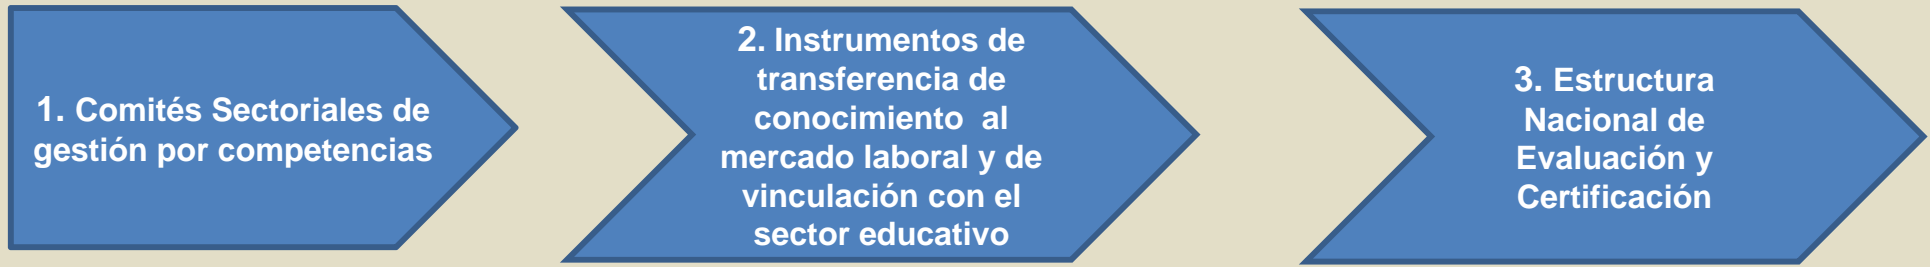 1. Comités Sectoriales de
gestión por competencias
2. Instrumentos de
transferencia de
conocimiento al
mercado laboral y de
vinculación con el
sector educativo
3. Estructura
Nacional de
Evaluación y
Certificación